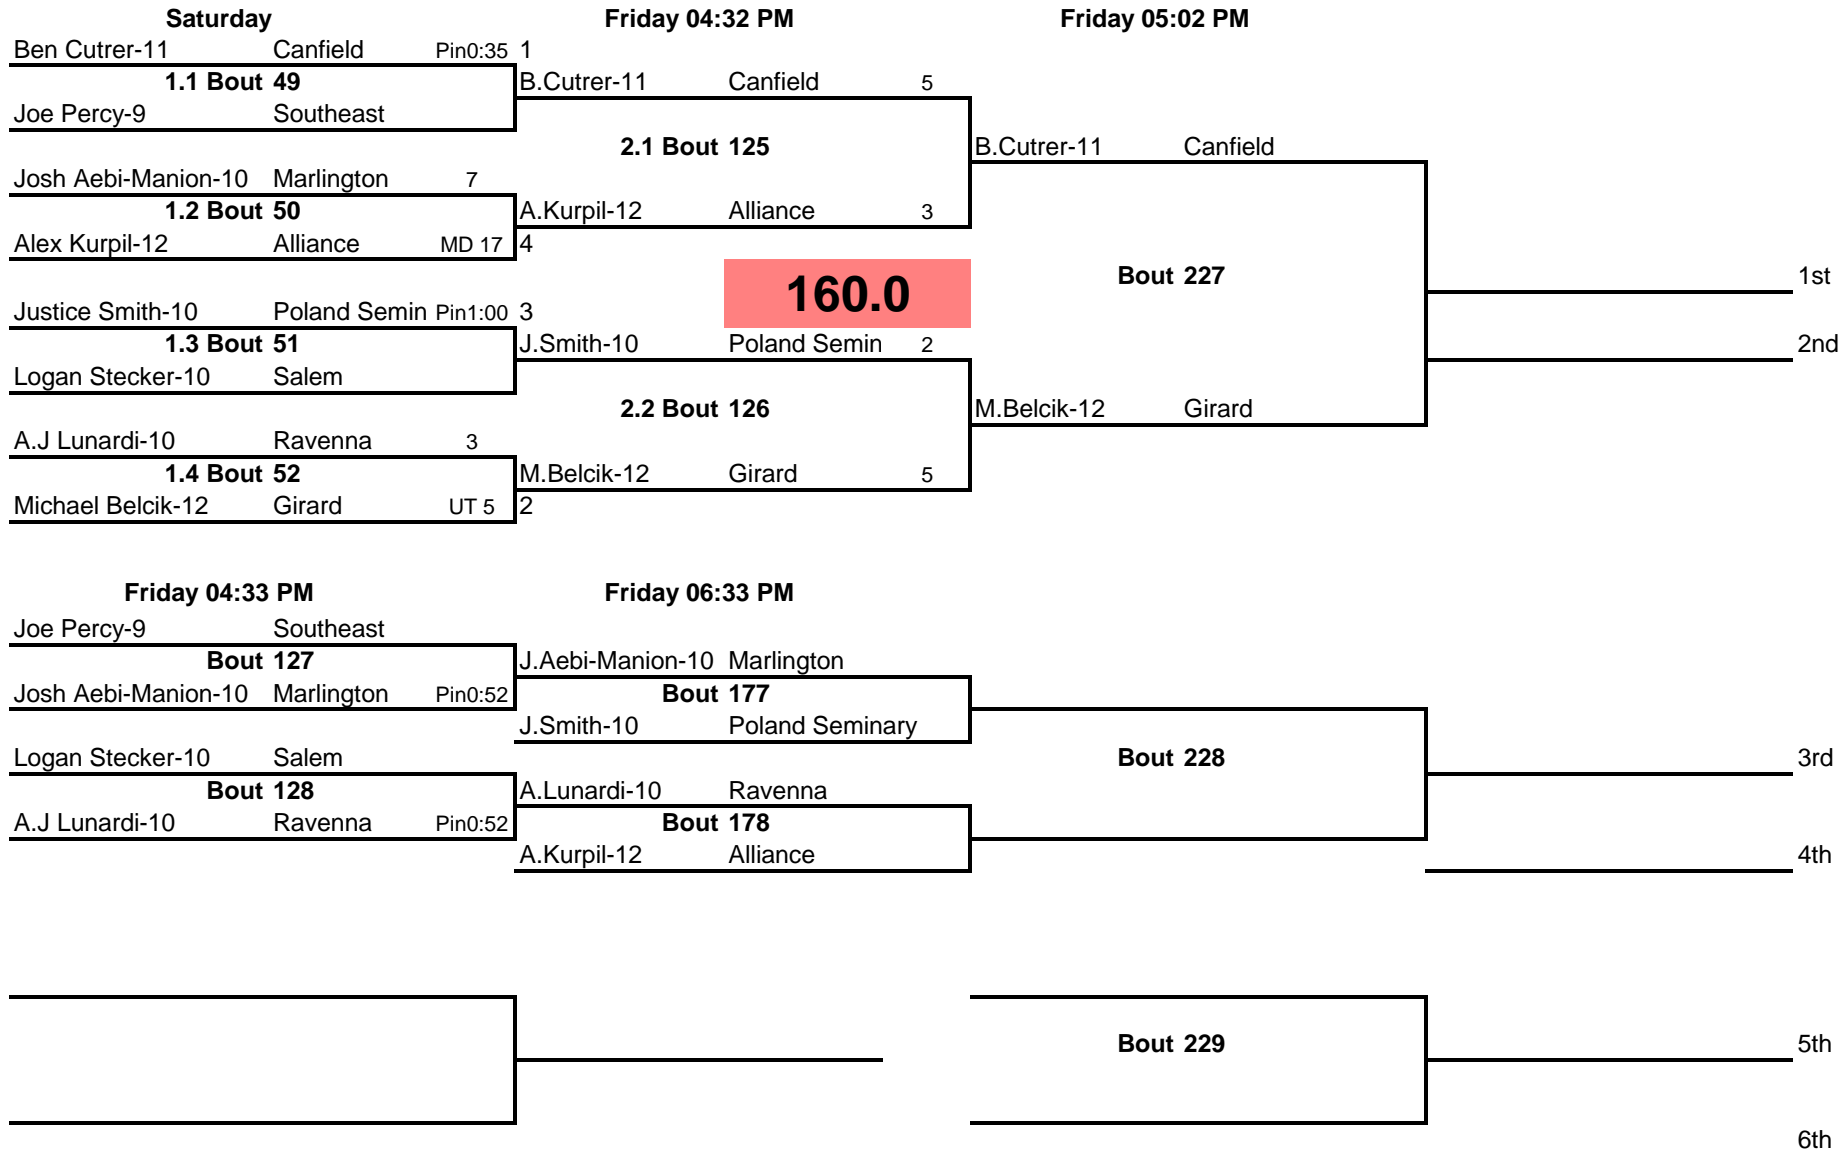 Saturday Friday 04:32 PM Friday 05:02 PM
Ben Cutrer-11 Canfield Pin0:35 1
1.1 Bout 49 B.Cutrer-11 Canfield 5
Joe Percy-9 Southeast
2.1 Bout 125 B.Cutrer-11 Canfield
Josh Aebi-Manion-10 Marlington 7
1.2 Bout 50 A.Kurpil-12 Alliance 3
Alex Kurpil-12 Alliance MD 17 4
160.0 Bout 227 1st
Justice Smith-10 Poland Semin Pin1:00 3
1.3 Bout 51 J.Smith-10 Poland Semin 2 2nd
Logan Stecker-10 Salem
2.2 Bout 126 M.Belcik-12 Girard
A.J Lunardi-10 Ravenna 3
1.4 Bout 52 M.Belcik-12 Girard 5
Michael Belcik-12 Girard UT 5 2
Friday 04:33 PM Friday 06:33 PM
Joe Percy-9 Southeast
Bout 127 J.Aebi-Manion-10 Marlington
Josh Aebi-Manion-10 Marlington Pin0:52 Bout 177
J.Smith-10 Poland Seminary
Logan Stecker-10 Salem Bout 228 3rd
Bout 128 A.Lunardi-10 Ravenna
A.J Lunardi-10 Ravenna Pin0:52 Bout 178
A.Kurpil-12 Alliance 4th
Bout 229 5th
6th